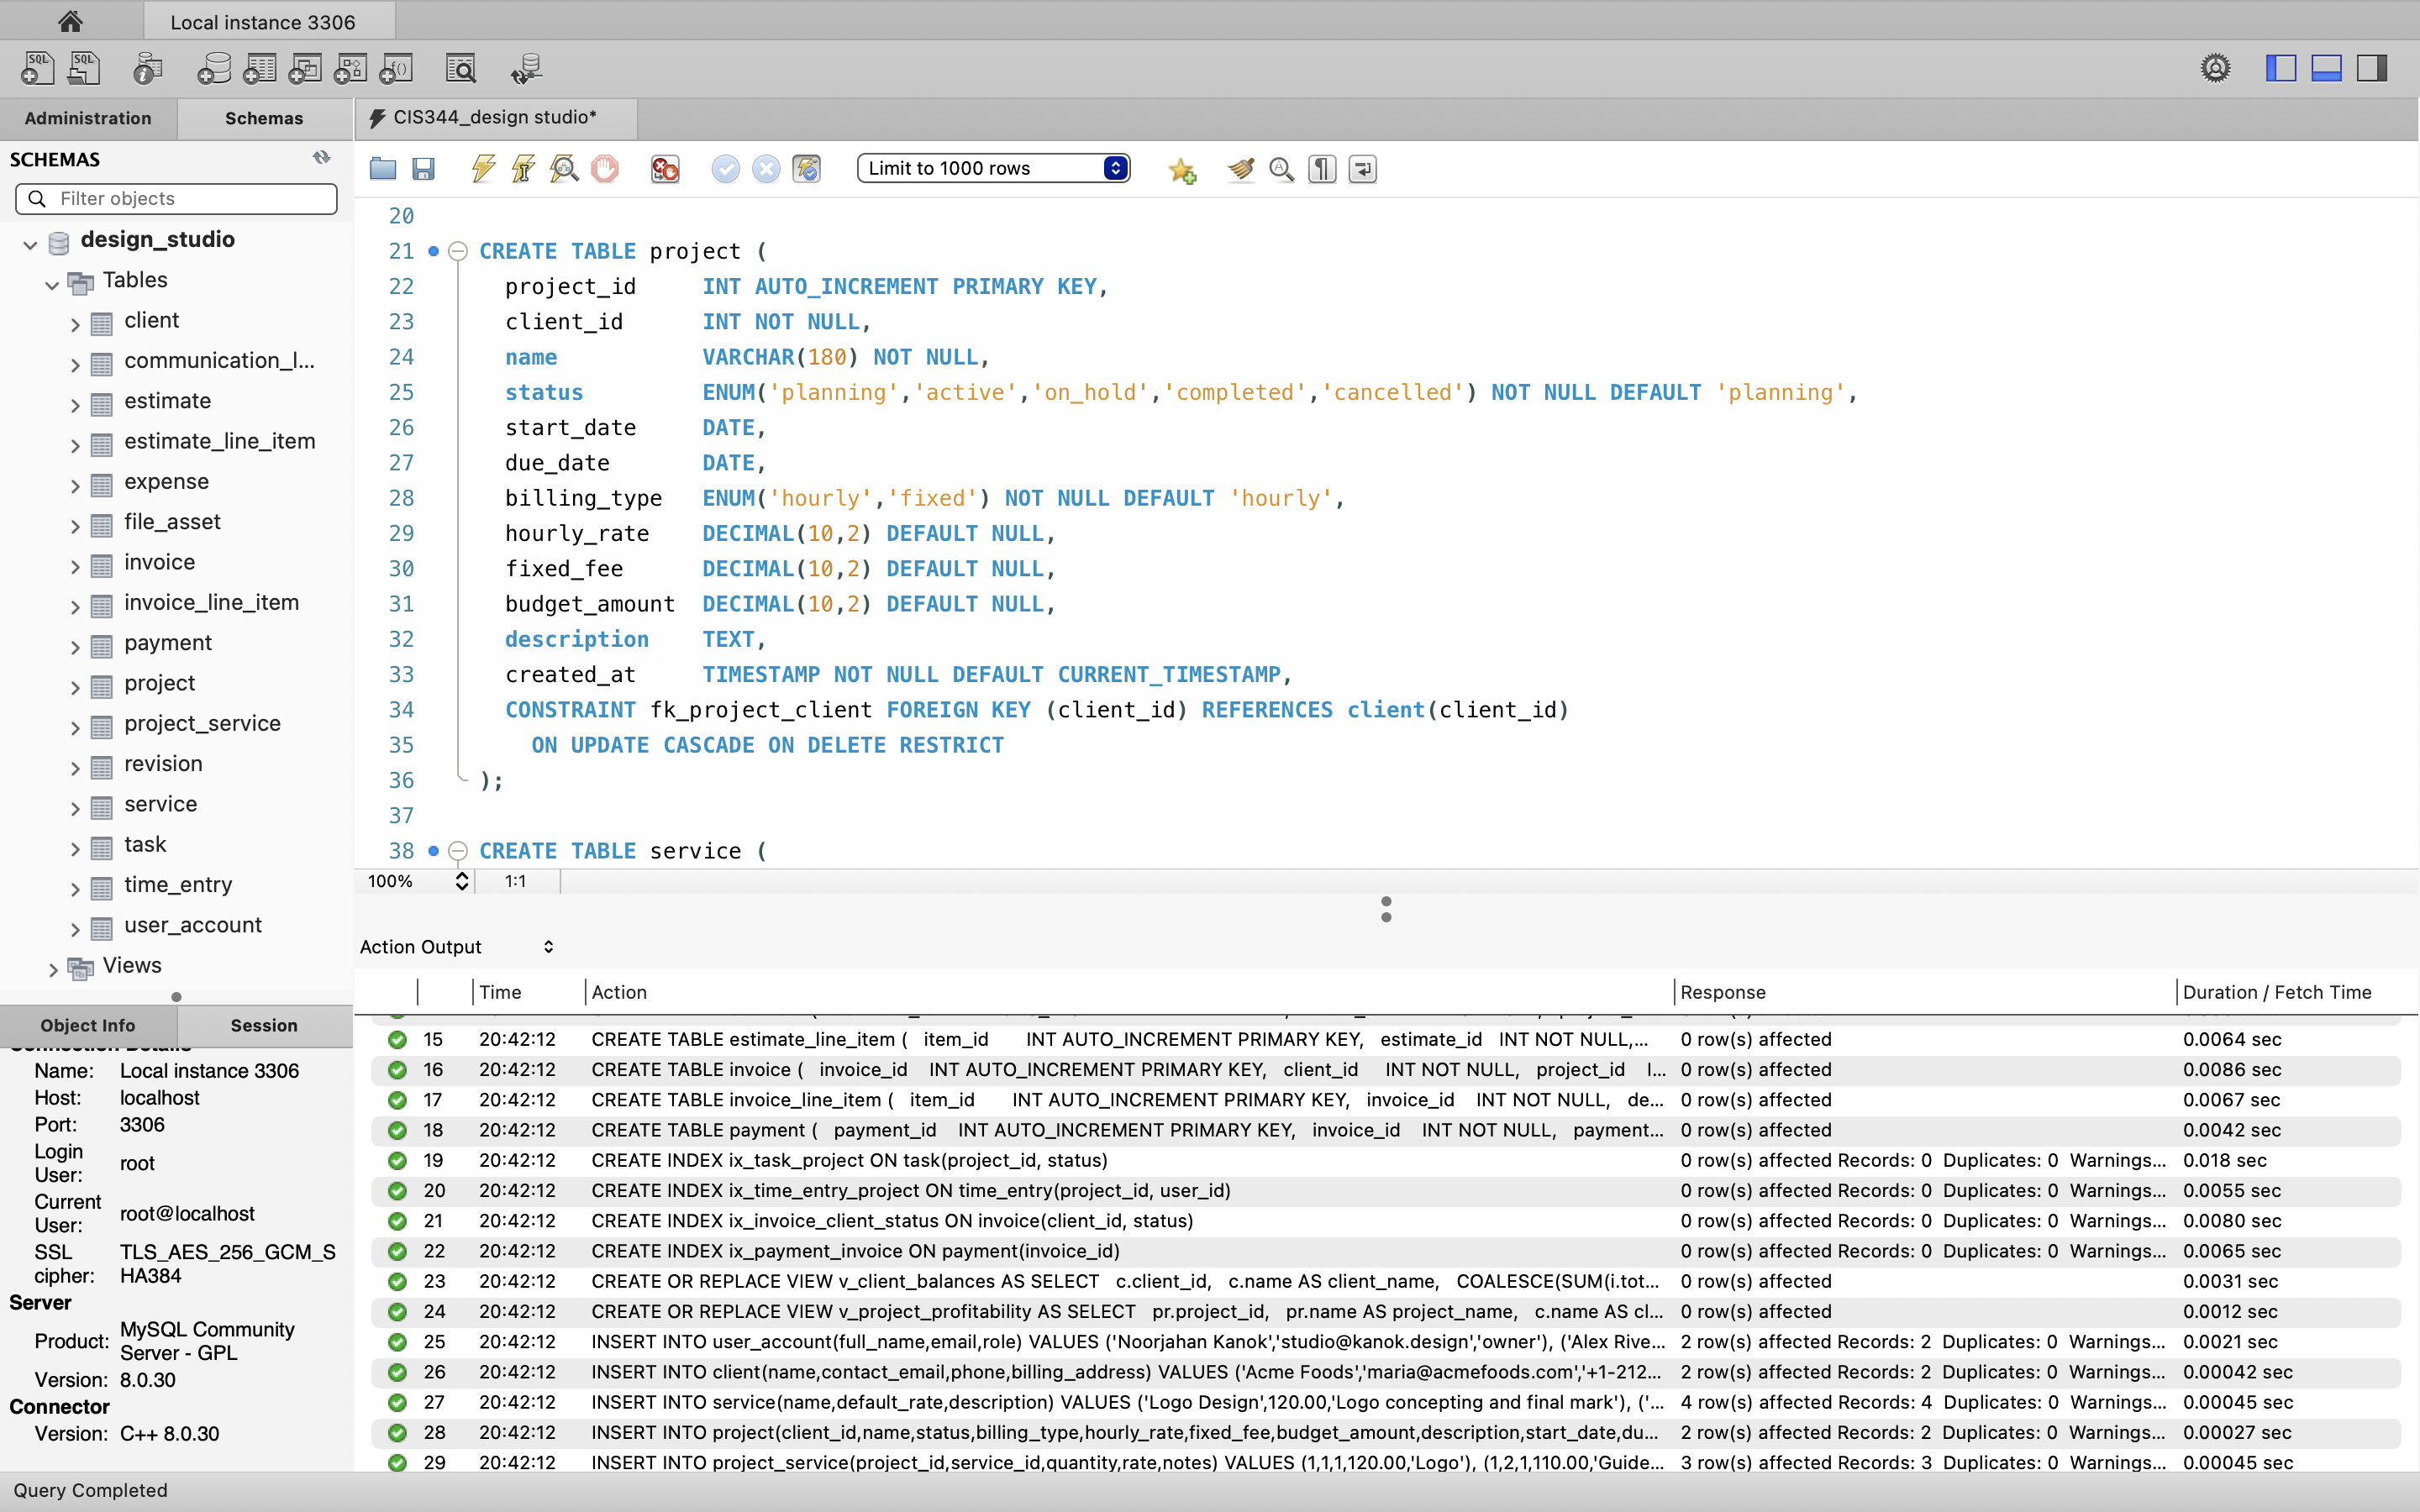 Local instance 3306
Administration
Schemas
CIS344_design studio*
SCHEMAS
Filter objects
design_studio
Tables
client
communication_l...
estimate
estimate_line_item
expense
file_asset
invoice
invoice_line_item
payment
project
project_service
revision
service
task
time_entry
user_account
Views
Object Info
Session
Connection Details
Name: Local instance 3306
Host: localhost
Port: 3306
Login User: root
Current User: root@localhost
SSL cipher: TLS_AES_256_GCM_SHA384
Server
Product: MySQL Community Server - GPL
Version: 8.0.30
Connector
Version: C++ 8.0.30
Limit to 1000 rows
20
21 CREATE TABLE project (
22 project_id INT AUTO_INCREMENT PRIMARY KEY,
23 client_id INT NOT NULL,
24 name VARCHAR(180) NOT NULL,
25 status ENUM('planning','active','on_hold','completed','cancelled') NOT NULL DEFAULT 'planning',
26 start_date DATE,
27 due_date DATE,
28 billing_type ENUM('hourly','fixed') NOT NULL DEFAULT 'hourly',
29 hourly_rate DECIMAL(10,2) DEFAULT NULL,
30 fixed_fee DECIMAL(10,2) DEFAULT NULL,
31 budget_amount DECIMAL(10,2) DEFAULT NULL,
32 description TEXT,
33 created_at TIMESTAMP NOT NULL DEFAULT CURRENT_TIMESTAMP,
34 CONSTRAINT fk_project_client FOREIGN KEY (client_id) REFERENCES client(client_id)
35 ON UPDATE CASCADE ON DELETE RESTRICT
36 );
37
38 CREATE TABLE service (
100% 1:1
Action Output
Time Action Response Duration / Fetch Time
15 20:42:12 CREATE TABLE estimate_line_item ( item_id INT AUTO_INCREMENT PRIMARY KEY, estimate_id INT NOT NULL,... 0 row(s) affected 0.0064 sec
16 20:42:12 CREATE TABLE invoice ( invoice_id INT AUTO_INCREMENT PRIMARY KEY, client_id INT NOT NULL, project_id I... 0 row(s) affected 0.0086 sec
17 20:42:12 CREATE TABLE invoice_line_item ( item_id INT AUTO_INCREMENT PRIMARY KEY, invoice_id INT NOT NULL, de... 0 row(s) affected 0.0067 sec
18 20:42:12 CREATE TABLE payment ( payment_id INT AUTO_INCREMENT PRIMARY KEY, invoice_id INT NOT NULL, payment... 0 row(s) affected 0.0042 sec
19 20:42:12 CREATE INDEX ix_task_project ON task(project_id, status) 0 row(s) affected Records: 0 Duplicates: 0 Warnings... 0.018 sec
20 20:42:12 CREATE INDEX ix_time_entry_project ON time_entry(project_id, user_id) 0 row(s) affected Records: 0 Duplicates: 0 Warnings... 0.0055 sec
21 20:42:12 CREATE INDEX ix_invoice_client_status ON invoice(client_id, status) 0 row(s) affected Records: 0 Duplicates: 0 Warnings... 0.0080 sec
22 20:42:12 CREATE INDEX ix_payment_invoice ON payment(invoice_id) 0 row(s) affected Records: 0 Duplicates: 0 Warnings... 0.0065 sec
23 20:42:12 CREATE OR REPLACE VIEW v_client_balances AS SELECT c.client_id, c.name AS client_name, COALESCE(SUM(i.tot... 0 row(s) affected 0.0031 sec
24 20:42:12 CREATE OR REPLACE VIEW v_project_profitability AS SELECT pr.project_id, pr.name AS project_name, c.name AS cl... 0 row(s) affected 0.0012 sec
25 20:42:12 INSERT INTO user_account(full_name,email,role) VALUES ('Noorjahan Kanok','studio@kanok.design','owner'), ('Alex Rive... 2 row(s) affected Records: 2 Duplicates: 0 Warnings... 0.0021 sec
26 20:42:12 INSERT INTO client(name,contact_email,phone,billing_address) VALUES ('Acme Foods','maria@acmefoods.com','+1-212... 2 row(s) affected Records: 2 Duplicates: 0 Warnings... 0.00042 sec
27 20:42:12 INSERT INTO service(name,default_rate,description) VALUES ('Logo Design',120.00,'Logo concepting and final mark'), ('... 4 row(s) affected Records: 4 Duplicates: 0 Warnings... 0.00045 sec
28 20:42:12 INSERT INTO project(client_id,name,status,billing_type,hourly_rate,fixed_fee,budget_amount,description,start_date,du... 2 row(s) affected Records: 2 Duplicates: 0 Warnings... 0.00027 sec
29 20:42:12 INSERT INTO project_service(project_id,service_id,quantity,rate,notes) VALUES (1,1,1,120.00,'Logo'), (1,2,1,110.00,'Guide... 3 row(s) affected Records: 3 Duplicates: 0 Warnings... 0.00045 sec
Query Completed